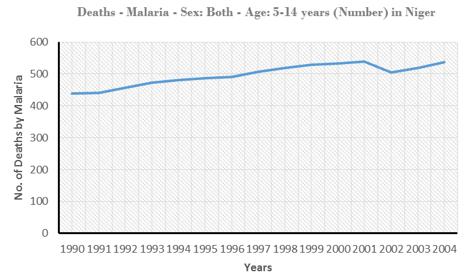 Deaths - Malaria - Sex: Both - Age: 5-14 years (Number) in Niger
600
500
400
300
200
100
0
No. of Deaths by Malaria
1990 1991 1992 1993 1994 1995 1996 1997 1998 1999 2000 2001 2002 2003 2004
Years